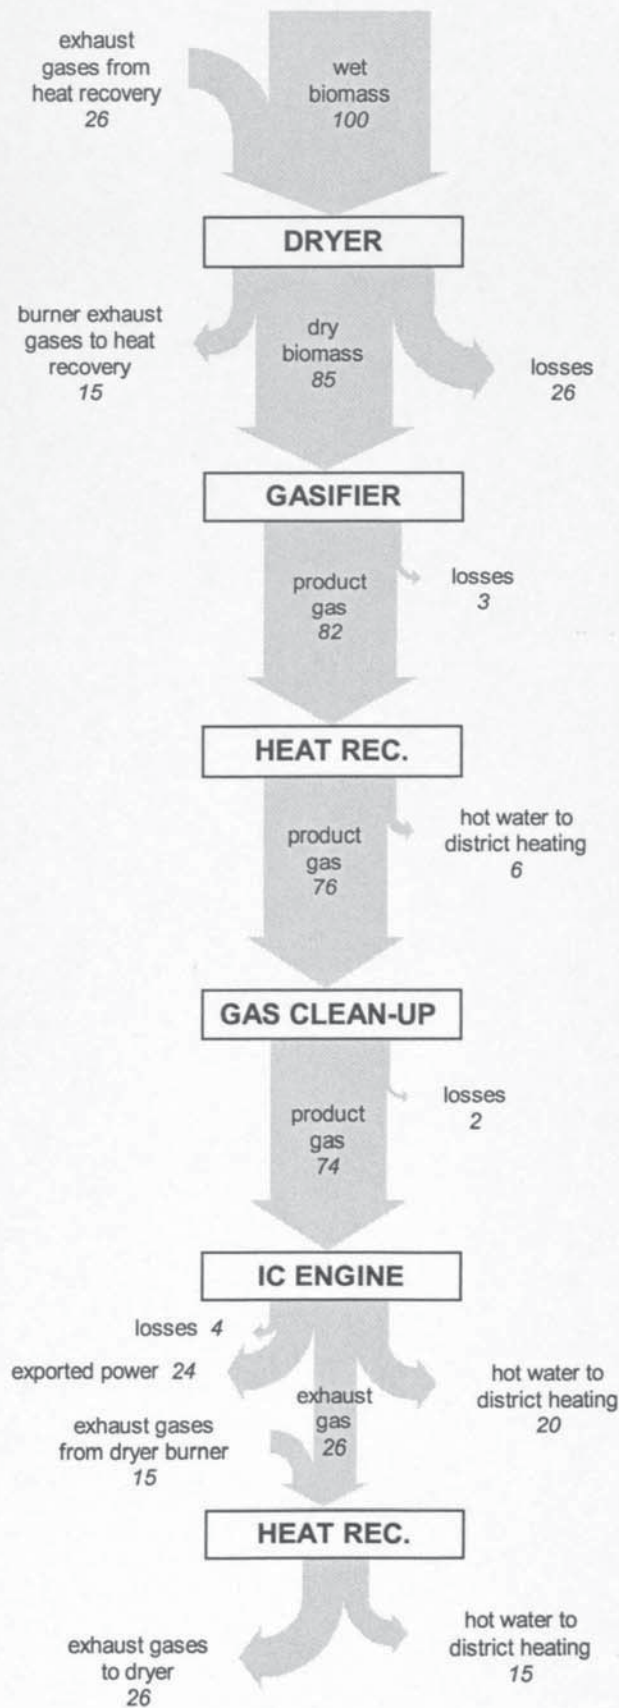 exhaust
gases from
heat recovery
26
wet
biomass
100
DRYER
burner exhaust
gases to heat
recovery
15
dry
biomass
85
losses
26
GASIFIER
product
gas
82
losses
3
HEAT REC.
product
gas
76
hot water to
district heating
6
GAS CLEAN-UP
product
gas
74
losses
2
IC ENGINE
losses 4
exported power 24
exhaust
gas
26
hot water to
district heating
20
exhaust gases
from dryer burner
15
HEAT REC.
exhaust gases
to dryer
26
hot water to
district heating
15